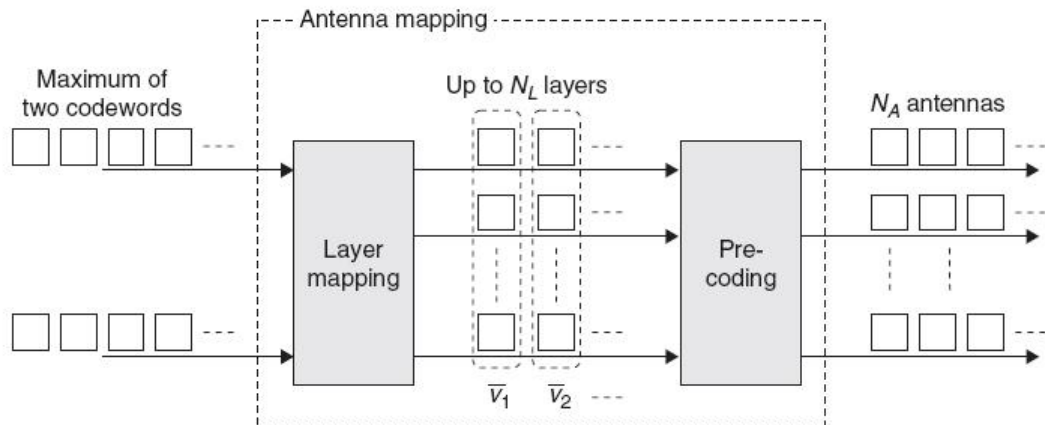 Antenna mapping
Maximum of
two codewords
Up to N_L layers
N_A antennas
Layer
mapping
Pre-
coding
v̅₁
v̅₂